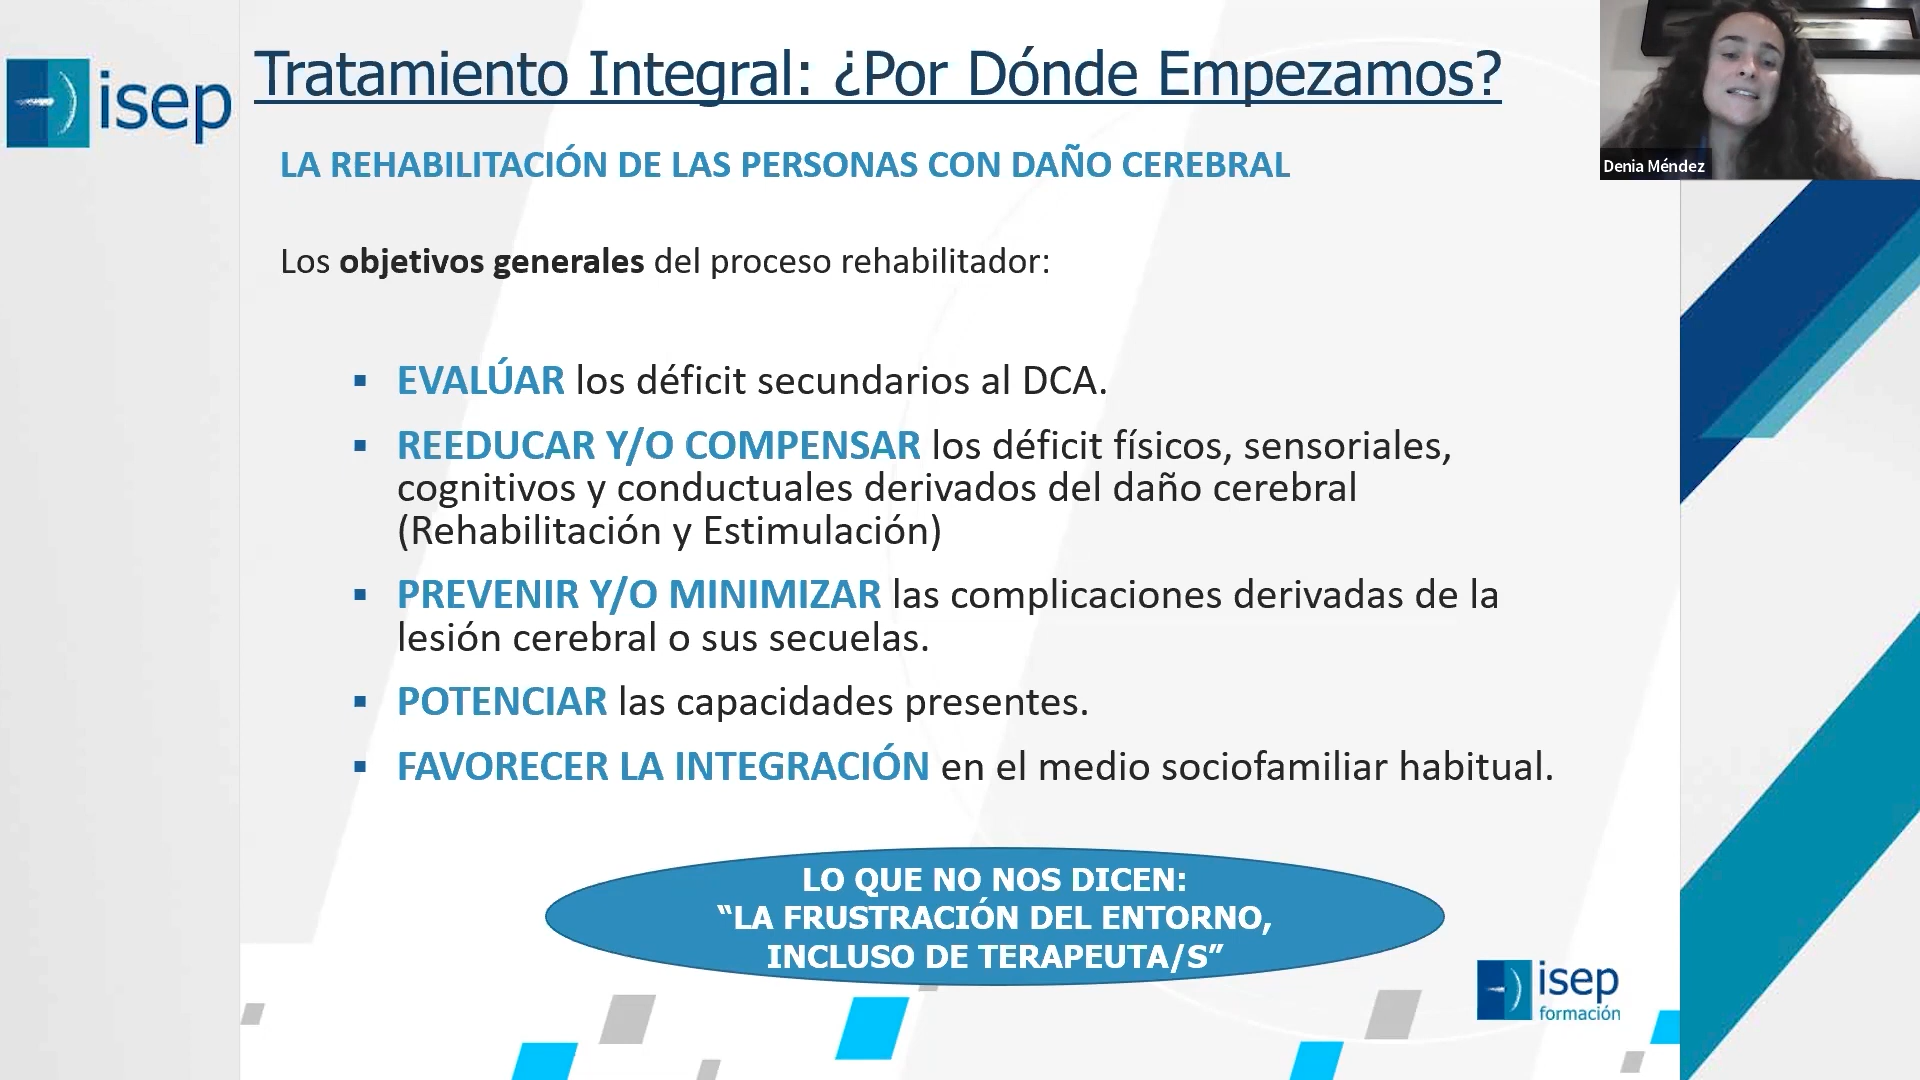 isep
Tratamiento Integral: ¿Por Dónde Empezamos?
Denia Méndez
LA REHABILITACIÓN DE LAS PERSONAS CON DAÑO CEREBRAL
Los objetivos generales del proceso rehabilitador:
▪ EVALÚAR los déficit secundarios al DCA.
▪ REEDUCAR Y/O COMPENSAR los déficit físicos, sensoriales,
cognitivos y conductuales derivados del daño cerebral
(Rehabilitación y Estimulación)
▪ PREVENIR Y/O MINIMIZAR las complicaciones derivadas de la
lesión cerebral o sus secuelas.
▪ POTENCIAR las capacidades presentes.
▪ FAVORECER LA INTEGRACIÓN en el medio sociofamiliar habitual.
LO QUE NO NOS DICEN:
“LA FRUSTRACIÓN DEL ENTORNO,
INCLUSO DE TERAPEUTA/S”
isep
formación